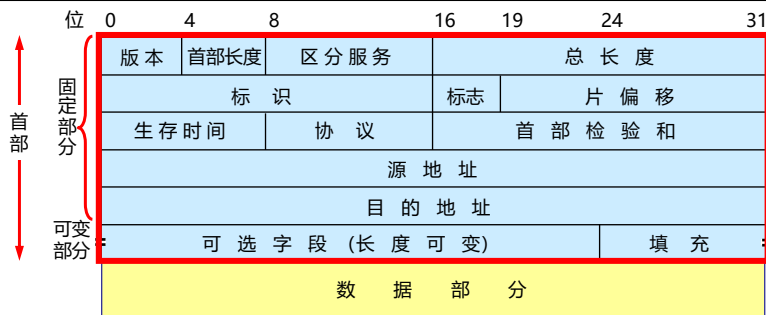 位 0 4 8 16 19 24 31
版本 首部长度 区分服务 总长度
标识 标志 片偏移
生存时间 协议 首部检验和
源地址
目的地址
可选字段(长度可变) 填充
数据部分
首部
固定部分
可变
部分